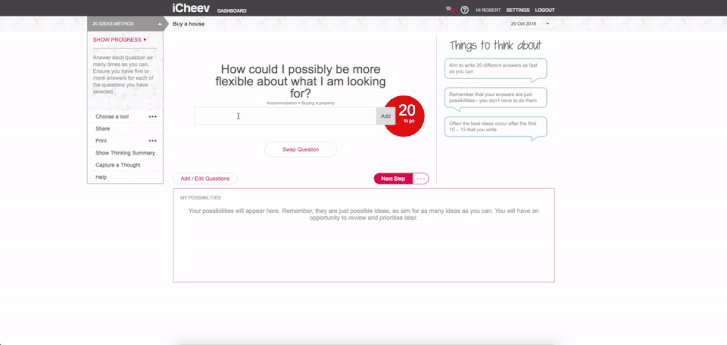 iCheev
DASHBOARD
HI ROBERT
SETTINGS
LOGOUT
20 IDEAS METHOD
Buy a house
20 Oct 2016
SHOW PROGRESS
Answer each question as
many times as you can.
Ensure you have five or
more answers for each of
the questions you have
selected.
Choose a tool
Share
Print
Show Thinking Summary
Capture a Thought
Help
How could I possibly be more
flexible about what I am looking
for?
Accommodation > Buying a property
Add
20
to go
Swap Question
Add / Edit Questions
Next Step
Things to think about
Aim to write 20 different answers as fast
as you can
Remember that your answers are just
possibilities—you don't have to do them
Often the best ideas occur after the first
10 – 15 that you write
MY POSSIBILITIES
Your possibilities will appear here. Remember, they are just possible ideas, so aim for as many ideas as you can. You will have an
opportunity to review and prioritise later.